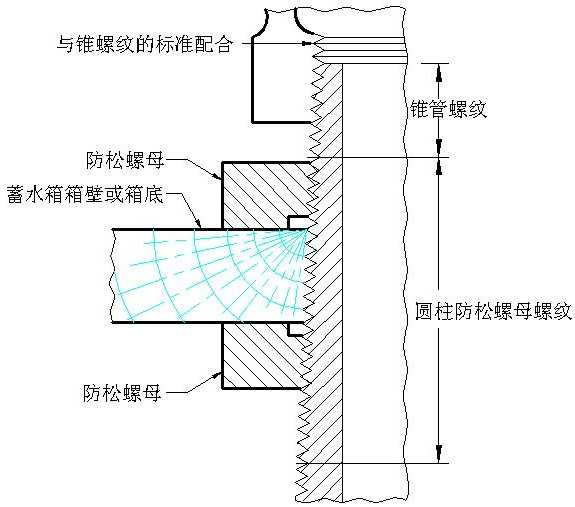 与锥螺纹的标准配合
锥管螺纹
防松螺母
蓄水箱箱壁或箱底
圆柱防松螺母螺纹
防松螺母